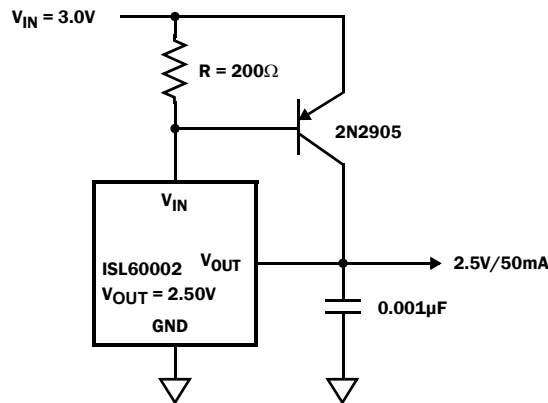 VIN = 3.0V
R = 200Ω
2N2905
VIN
ISL60002
VOUT
VOUT = 2.50V
GND
2.5V/50mA
0.001µF